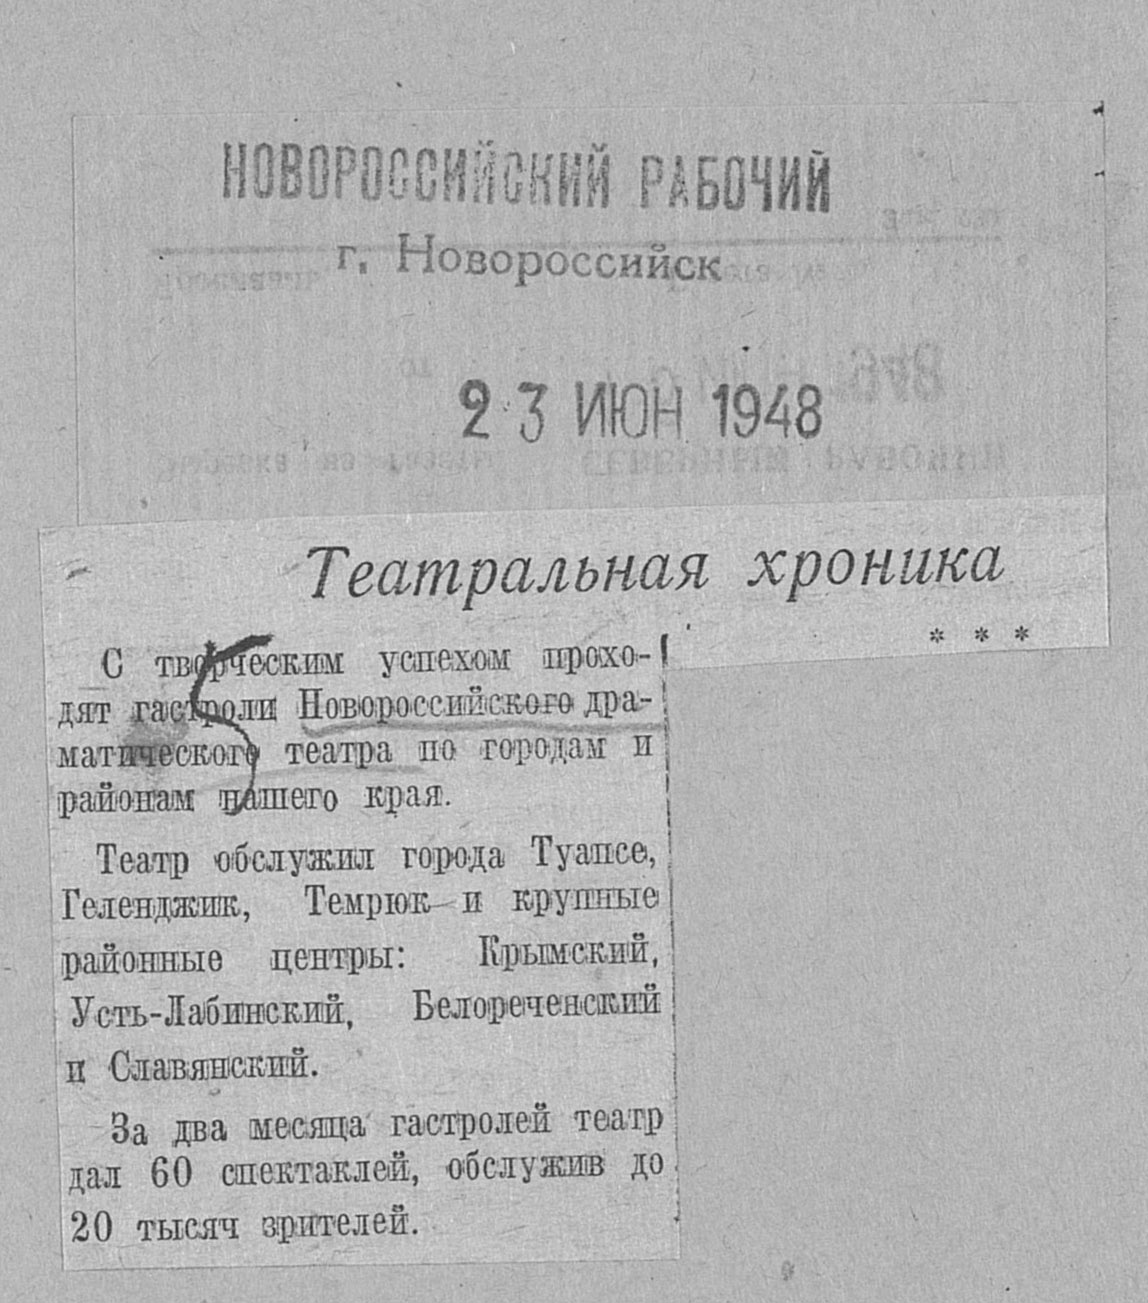 НОВОРОССИЙСКИЙ РАБОЧИЙ
г. Новороссийск
23 ИЮН 1948
Театральная хроника
* * *
С творческим успехом прохо-
дят гастроли Новороссийского дра-
матического театра по городам и
районам нашего края.
Театр обслужил города Туапсе,
Геленджик, Темрюк и крупные
районные центры: Крымский,
Усть-Лабинский, Белореченский
и Славянский.
За два месяца гастролей театр
дал 60 спектаклей, обслужив до
20 тысяч зрителей.